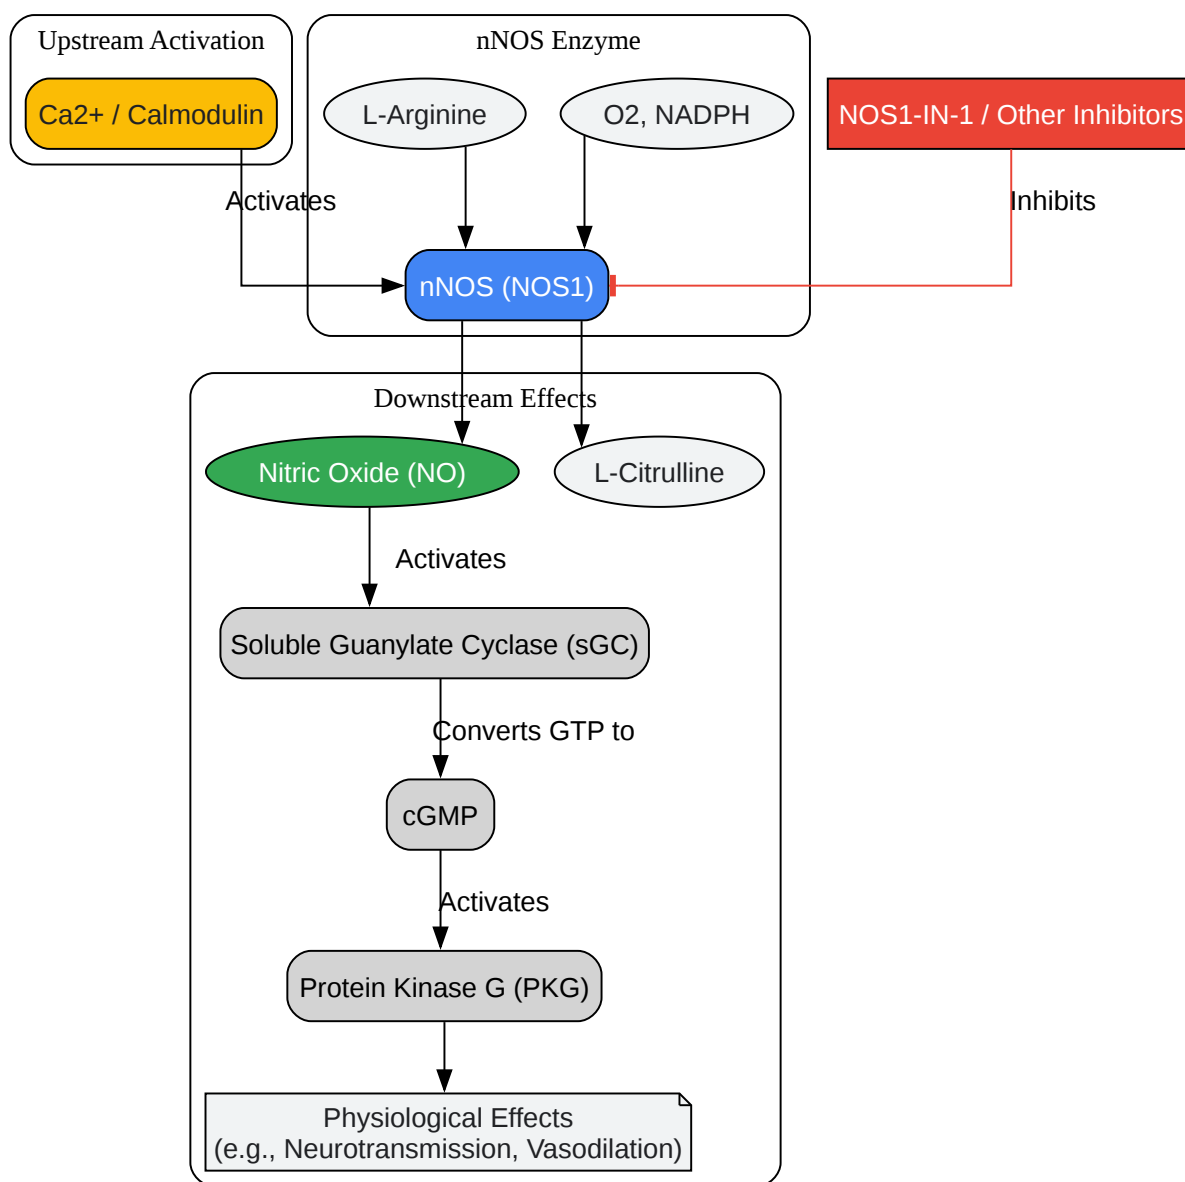 Upstream Activation
nNOS Enzyme
Ca2+ / Calmodulin
L-Arginine
O2, NADPH
NOS1-IN-1 / Other Inhibitors
Activates
Inhibits
nNOS (NOS1)
Downstream Effects
Nitric Oxide (NO)
L-Citrulline
Activates
Soluble Guanylate Cyclase (sGC)
Converts GTP to
cGMP
Activates
Protein Kinase G (PKG)
Physiological Effects
(e.g., Neurotransmission, Vasodilation)